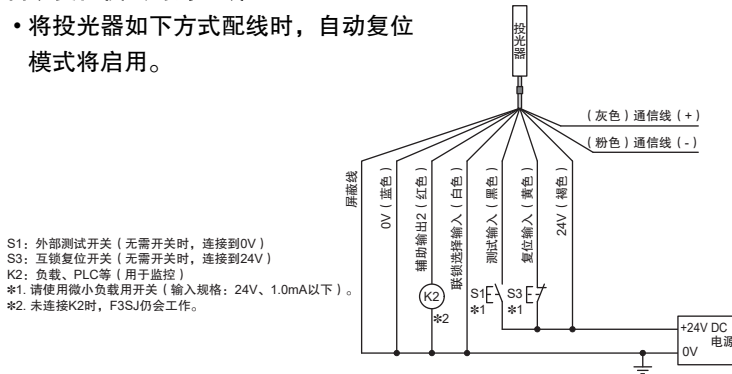 •将投光器如下方式配线时，自动复位
模式将启用。
投光器
（灰色）通信线（+）
（粉色）通信线（-）
屏蔽线
0V（蓝色）
辅助输出2（红色）
联锁选择输入（白色）
测试输入（黑色）
复位输入（黄色）
24V（褐色）
S1：外部测试开关（无需开关时，连接到0V）
S3：互锁复位开关（无需开关时，连接到24V）
K2：负载、PLC等（用于监控）
*1. 请使用微小负载用开关（输入规格：24V、1.0mA以下）。
*2. 未连接K2时，F3SJ仍会工作。
K2
*2
S1
*1
S3
*1
+24V DC
电源
0V